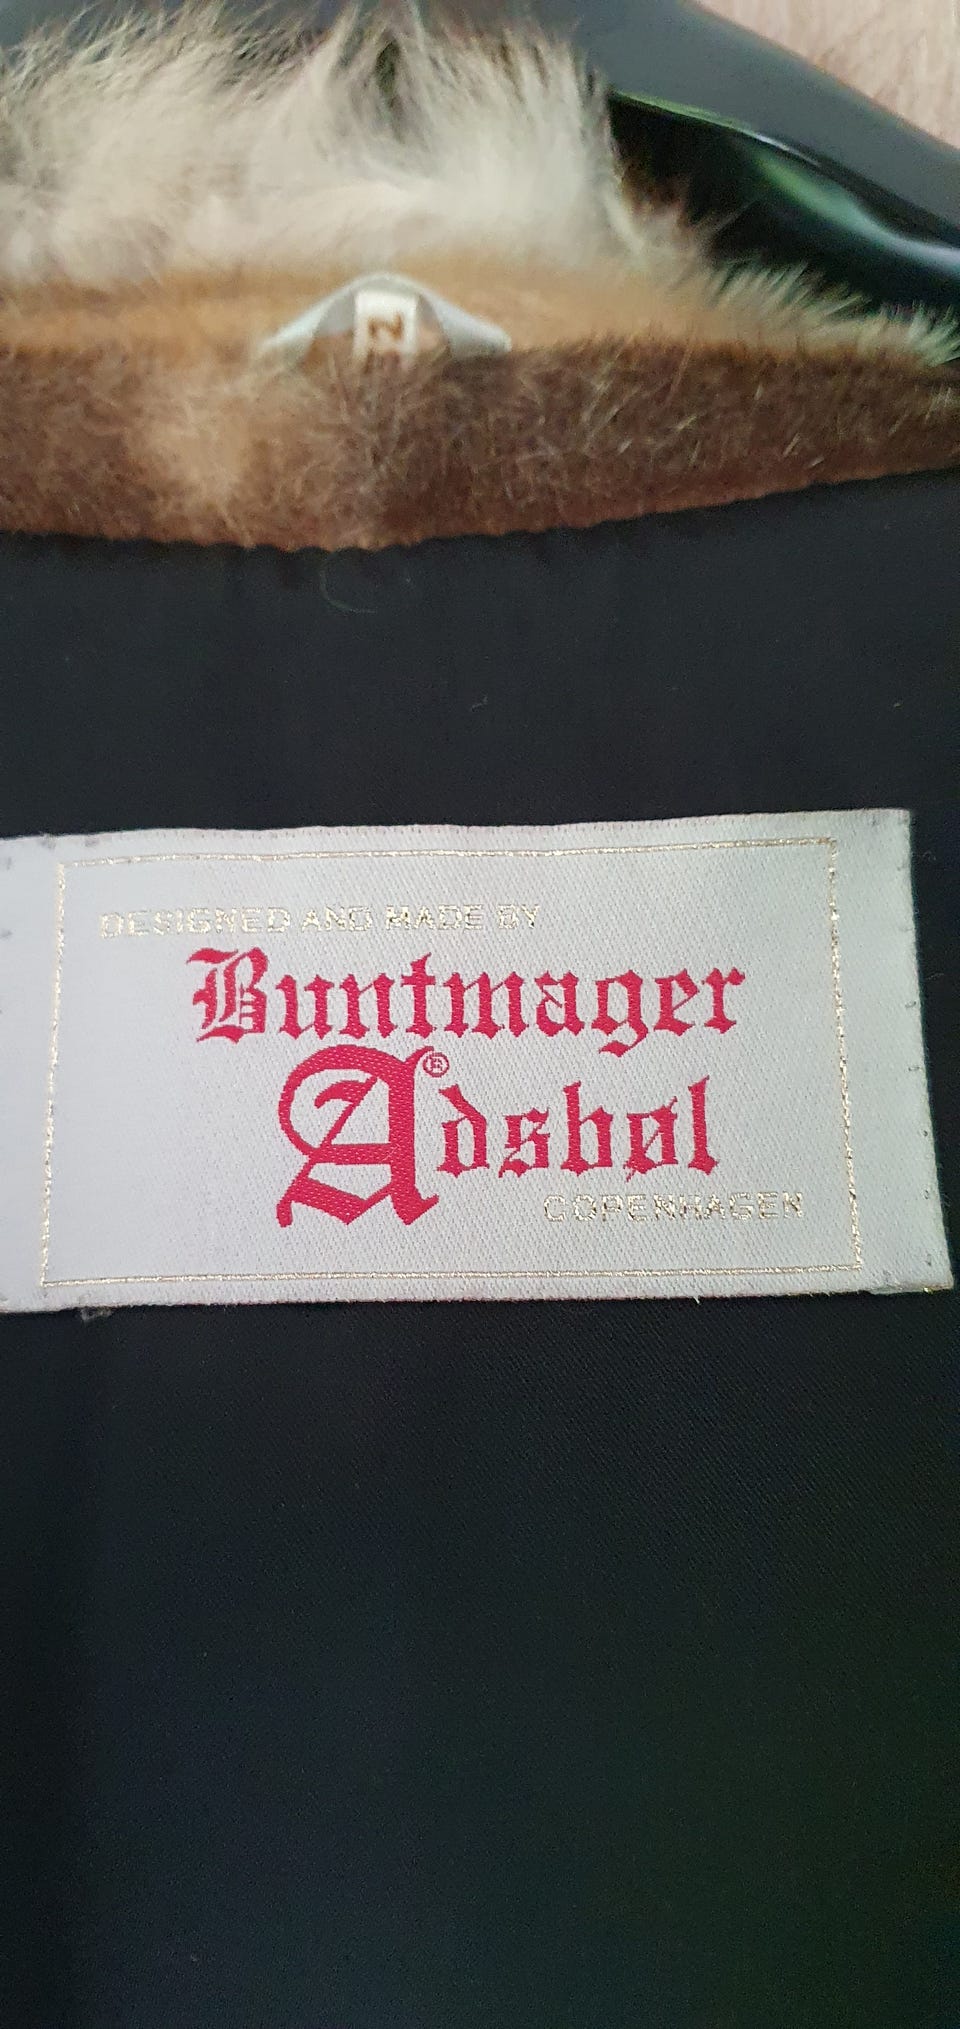 DESIGNED AND MADE BY
Buntmager
Adsbøl®
COPENHAGEN